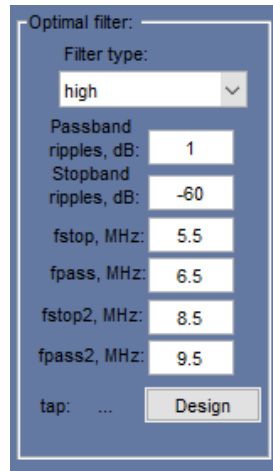 Optimal filter:
Filter type:
high
Passband
ripples, dB: 1
Stopband
ripples, dB: -60
fstop, MHz: 5.5
fpass, MHz: 6.5
fstop2, MHz: 8.5
fpass2, MHz: 9.5
tap: ... Design